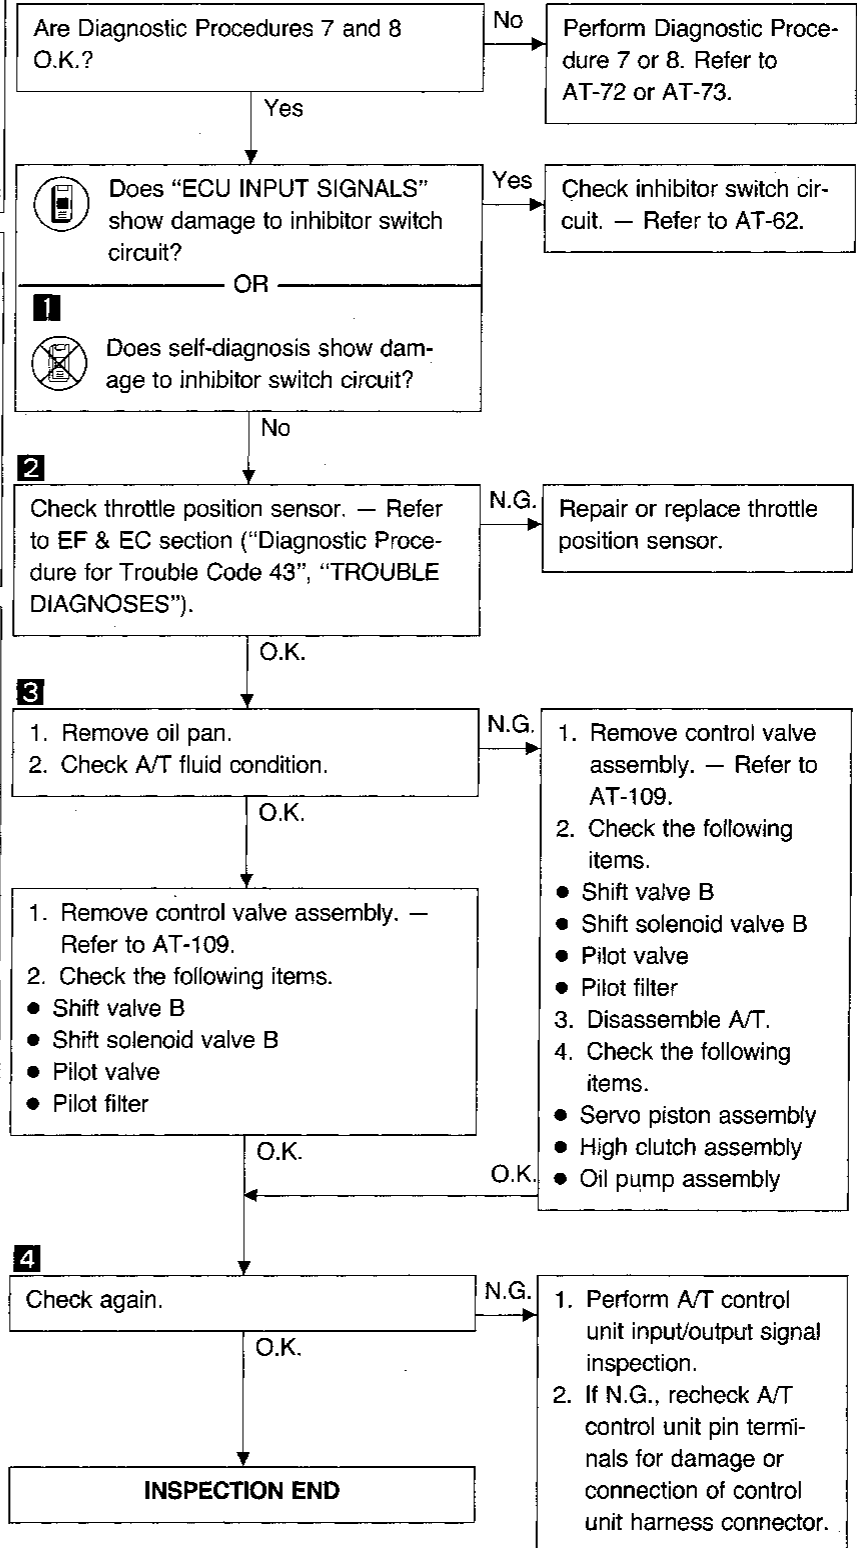 Are Diagnostic Procedures 7 and 8
O.K.?
No
Perform Diagnostic Proce-
dure 7 or 8. Refer to
AT-72 or AT-73.
Yes
Does “ECU INPUT SIGNALS”
show damage to inhibitor switch
circuit?
Yes
Check inhibitor switch cir-
cuit. — Refer to AT-62.
OR
1
Does self-diagnosis show dam-
age to inhibitor switch circuit?
No
2
Check throttle position sensor. — Refer
to EF & EC section (“Diagnostic Proce-
dure for Trouble Code 43”, “TROUBLE
DIAGNOSES”).
N.G.
Repair or replace throttle
position sensor.
O.K.
3
1. Remove oil pan.
2. Check A/T fluid condition.
N.G.
1. Remove control valve
assembly. — Refer to
AT-109.
2. Check the following
items.
● Shift valve B
● Shift solenoid valve B
● Pilot valve
● Pilot filter
3. Disassemble A/T.
4. Check the following
items.
● Servo piston assembly
● High clutch assembly
● Oil pump assembly
O.K.
1. Remove control valve assembly. —
Refer to AT-109.
2. Check the following items.
● Shift valve B
● Shift solenoid valve B
● Pilot valve
● Pilot filter
O.K.
O.K.
4
Check again.
N.G.
1. Perform A/T control
unit input/output signal
inspection.
2. If N.G., recheck A/T
control unit pin termi-
nals for damage or
connection of control
unit harness connector.
O.K.
INSPECTION END